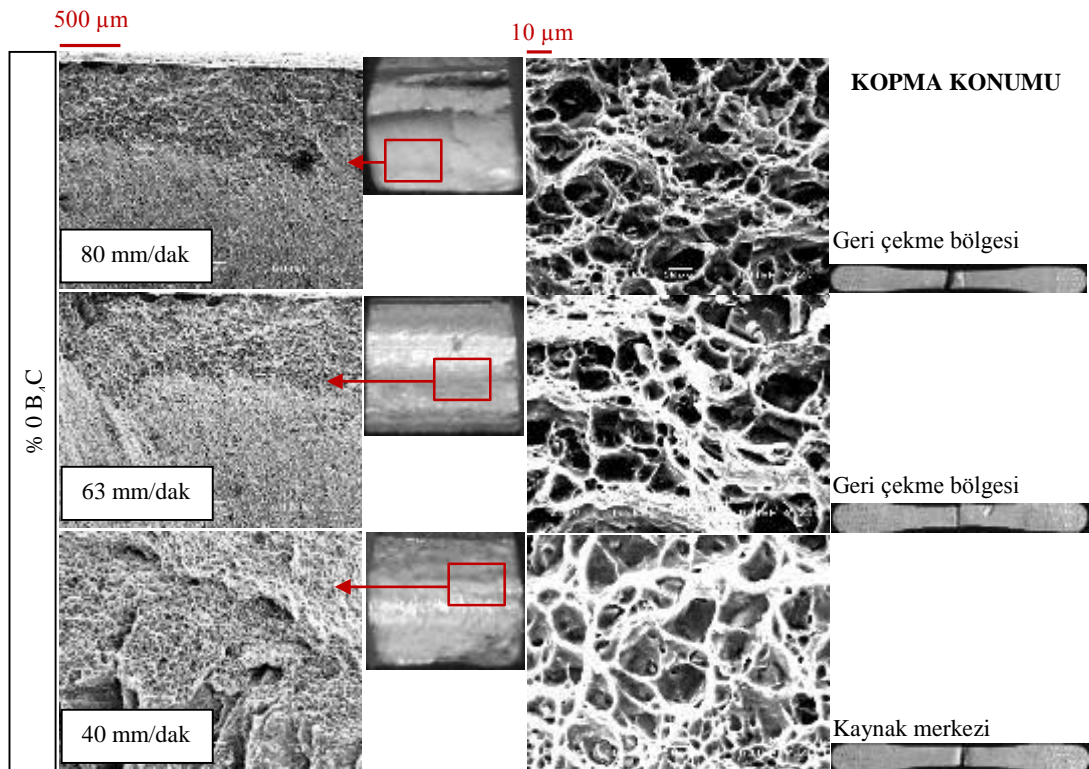 500 µm
10 µm
KOPMA KONUMU
% 0 B₄C
80 mm/dak
Geri çekme bölgesi
63 mm/dak
Geri çekme bölgesi
40 mm/dak
Kaynak merkezi